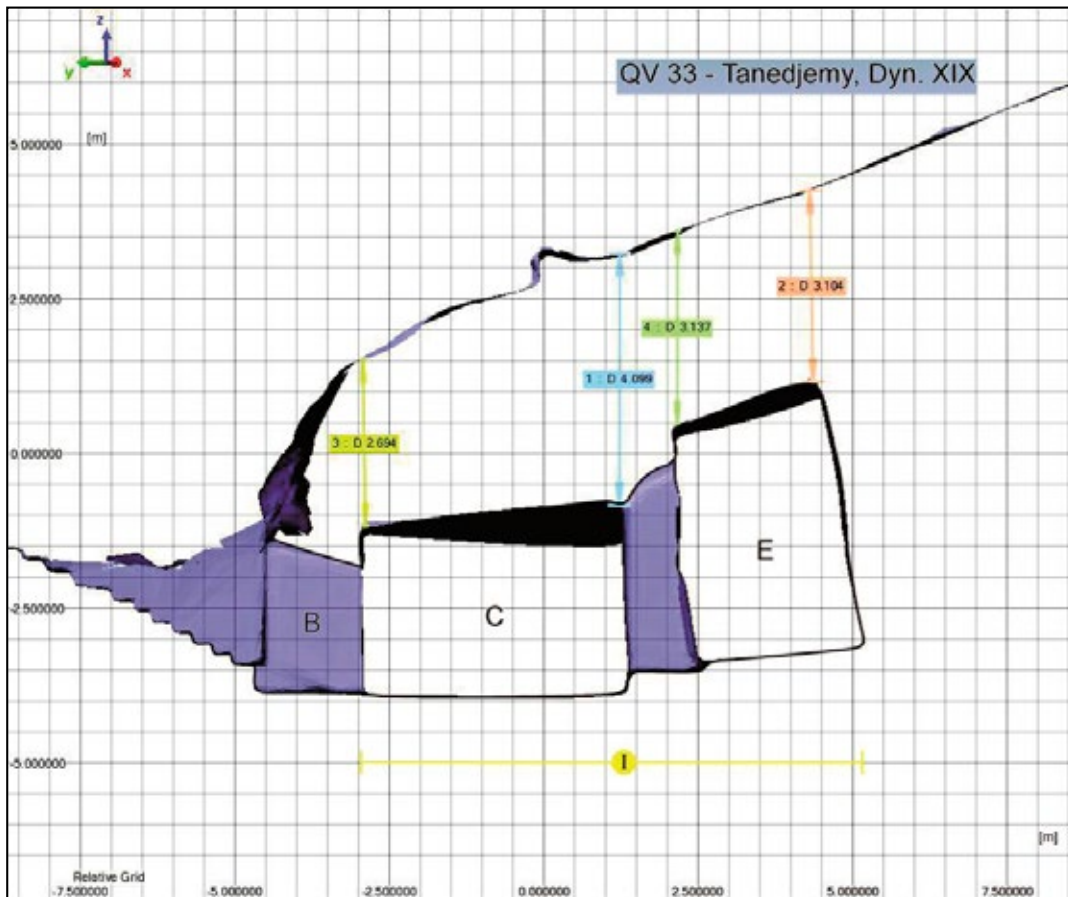 z
y
x
QV 33 - Tanedjemy, Dyn. XIX
5.000000
[m]
2.500000
2 : D 3.104
4 : D 3.137
1 : D 4.099
3 : D 2.694
0.000000
E
B
C
-2.500000
-5.000000
I
[m]
Relative Grid
-7.500000
-5.000000
-2.500000
0.000000
2.500000
5.000000
7.500000